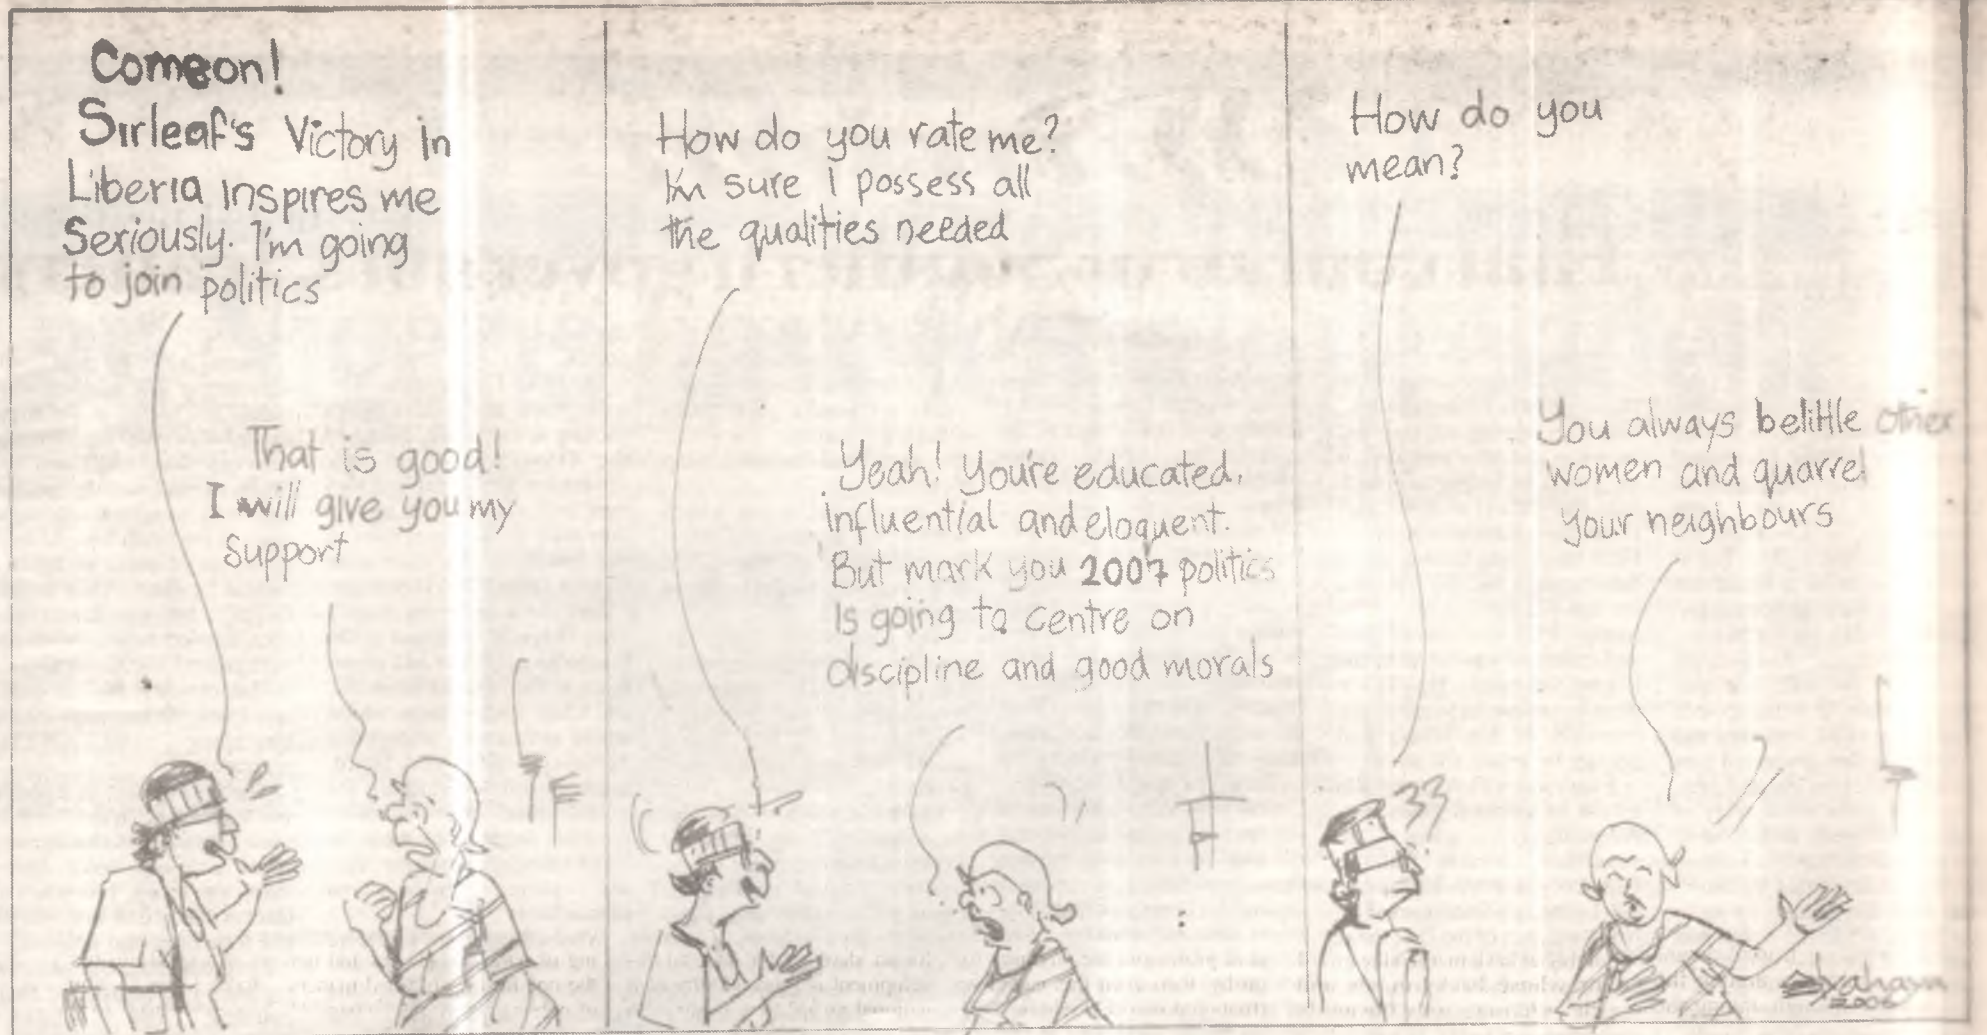 Comeon!
Sirleaf's Victory in
Liberia inspires me
Seriously. I'm going
to join politics
That is good!
I will give you my
Support
How do you rate me?
I'm sure I possess all
the qualities needed
Yeah! You're educated,
influential and eloquent.
But mark you 2007 politics
is going to centre on
discipline and good morals
How do you
mean?
You always belittle other
women and quarrel
your neighbours
2006